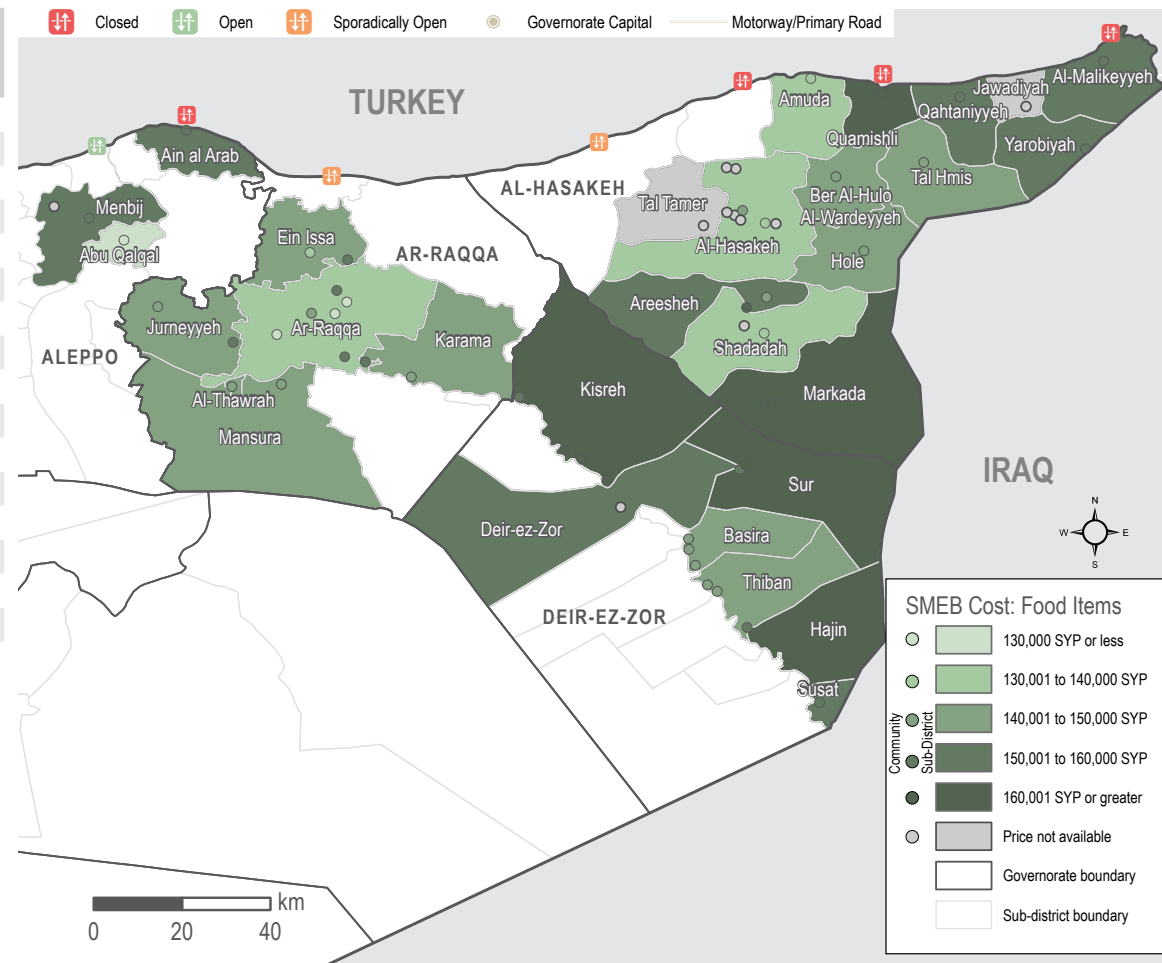 Closed
Open
Sporadically Open
Governorate Capital
Motorway/Primary Road
TURKEY
Al-Malikeyyeh
Jawadiyah
Amuda
Qahtaniyyeh
Quamishli
Yarobiyah
Ain al Arab
Tal Hmis
AL-HASAKEH
Ber Al-Hulo
Al-Wardeyyeh
Tal Tamer
Menbij
Ein Issa
Al-Hasakeh
Abu Qalqal
AR-RAQQA
Hole
Areesheh
Jurneyyeh
Ar-Raqqa
Karama
Shadadah
ALEPPO
Kisreh
Markada
Al-Thawrah
Mansura
IRAQ
Sur
N
W
E
S
Deir-ez-Zor
Basira
Thiban
DEIR-EZ-ZOR
Hajin
Susat
SMEB Cost: Food Items
130,000 SYP or less
130,001 to 140,000 SYP
140,001 to 150,000 SYP
150,001 to 160,000 SYP
160,001 SYP or greater
Price not available
Governorate boundary
Sub-district boundary
Community
Sub-District
km
0
20
40